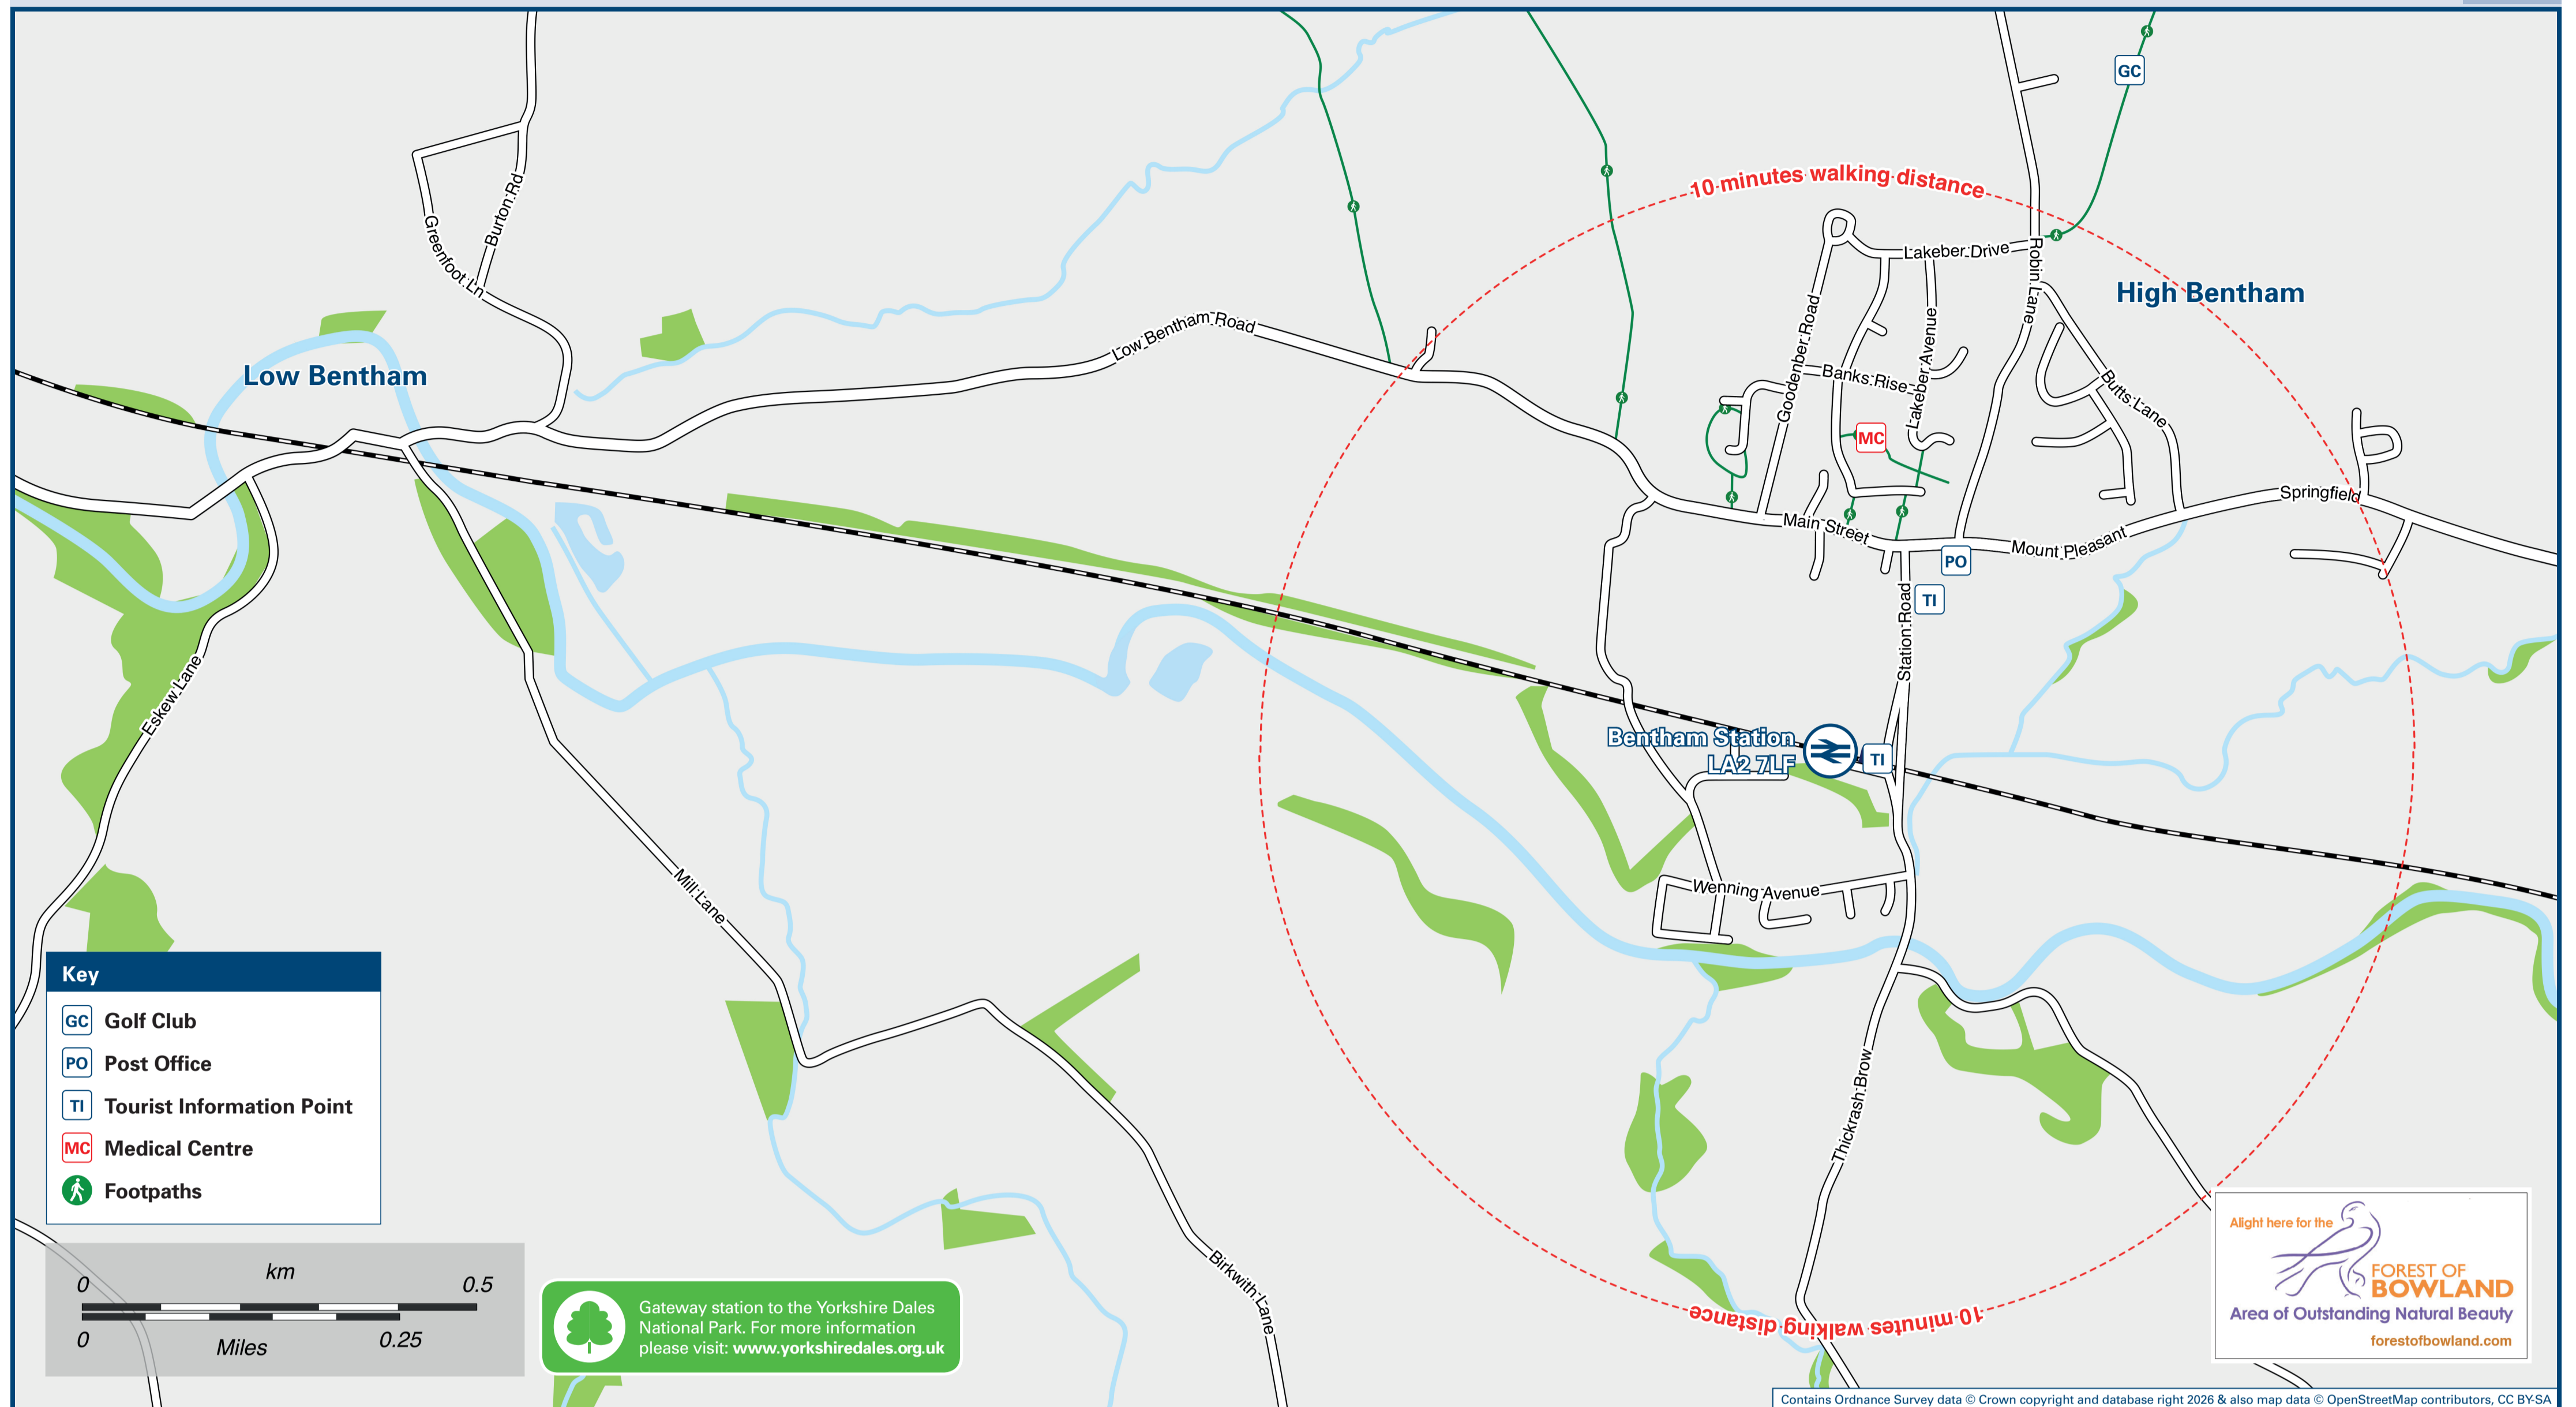 GC
10 minutes walking distance
Burton Rd
Greenfoot Ln
Lakeber Drive
Robin Lane
High Bentham
Goodenber Road
Lakeber Avenue
Low Bentham Road
Low Bentham
Banks Rise
Butts Lane
MC
Springfield
Main Street
Mount Pleasant
PO
TI
Station Road
Eskew Lane
Bentham Station
LA2 7LF
TI
Mill Lane
Wenning Avenue
Thickrash Brow
Birkwith Lane
10 minutes walking distance
Key
GC Golf Club
PO Post Office
TI Tourist Information Point
MC Medical Centre
Footpaths
km
0 0.5
0 0.25
Miles
Gateway station to the Yorkshire Dales
National Park. For more information
please visit: www.yorkshiredales.org.uk
Alight here for the
FOREST OF
BOWLAND
Area of Outstanding Natural Beauty
forestofbowland.com
Contains Ordnance Survey data © Crown copyright and database right 2026 & also map data © OpenStreetMap contributors, CC BY-SA